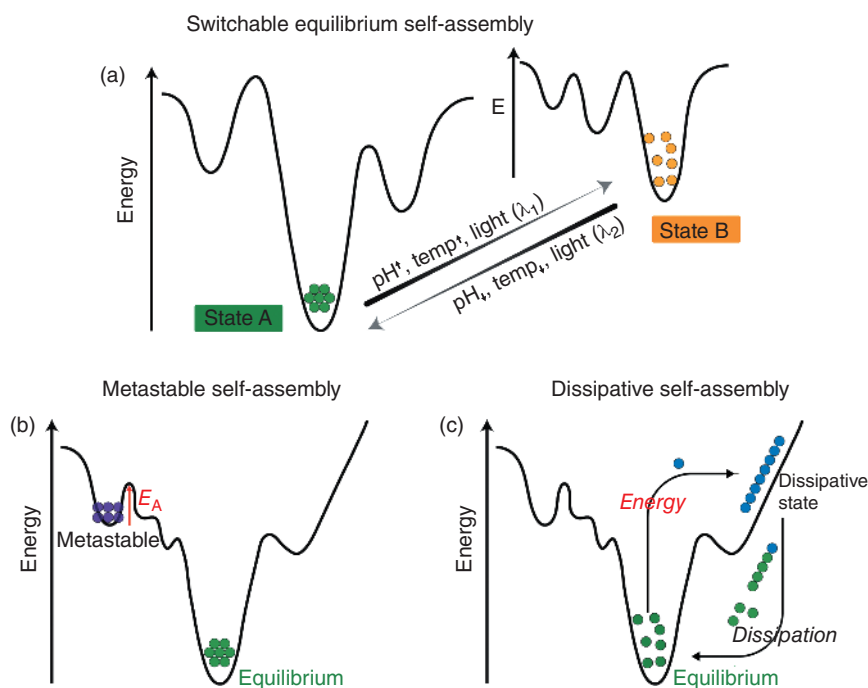 Switchable equilibrium self-assembly
(a)
Energy
E
State A
State B
pH↑, temp↑, light (λ1)
pH↓, temp↓, light (λ2)
Metastable self-assembly
(b)
Energy
EA
Metastable
Equilibrium
Dissipative self-assembly
(c)
Energy
Energy
Dissipative
state
Dissipation
Equilibrium